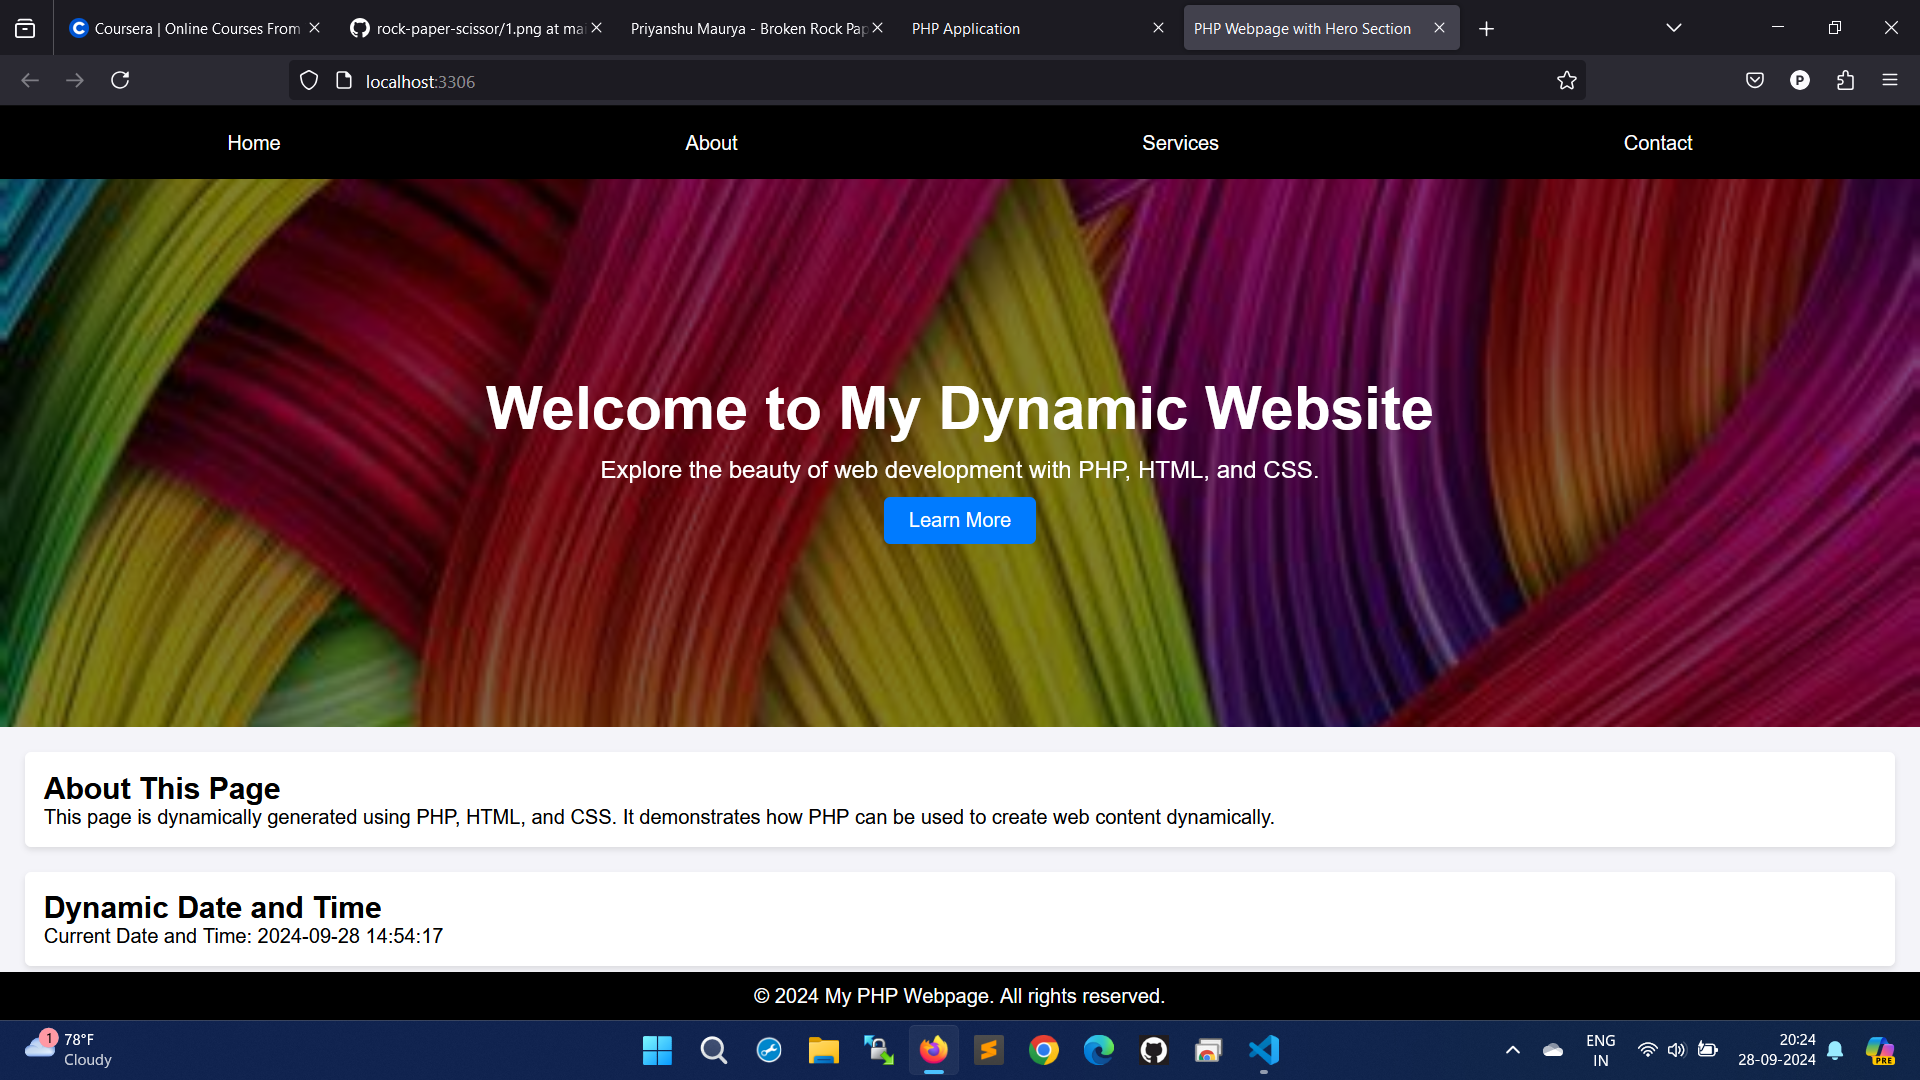 Coursera | Online Courses From
rock-paper-scissor/1.png at mai
Priyanshu Maurya - Broken Rock Pap
PHP Application
PHP Webpage with Hero Section
localhost:3306
P
Home
About
Services
Contact
Welcome to My Dynamic Website
Explore the beauty of web development with PHP, HTML, and CSS.
Learn More
About This Page
This page is dynamically generated using PHP, HTML, and CSS. It demonstrates how PHP can be used to create web content dynamically.
Dynamic Date and Time
Current Date and Time: 2024-09-28 14:54:17
© 2024 My PHP Webpage. All rights reserved.
1
78°F
Cloudy
ENG
IN
20:24
28-09-2024
PRE